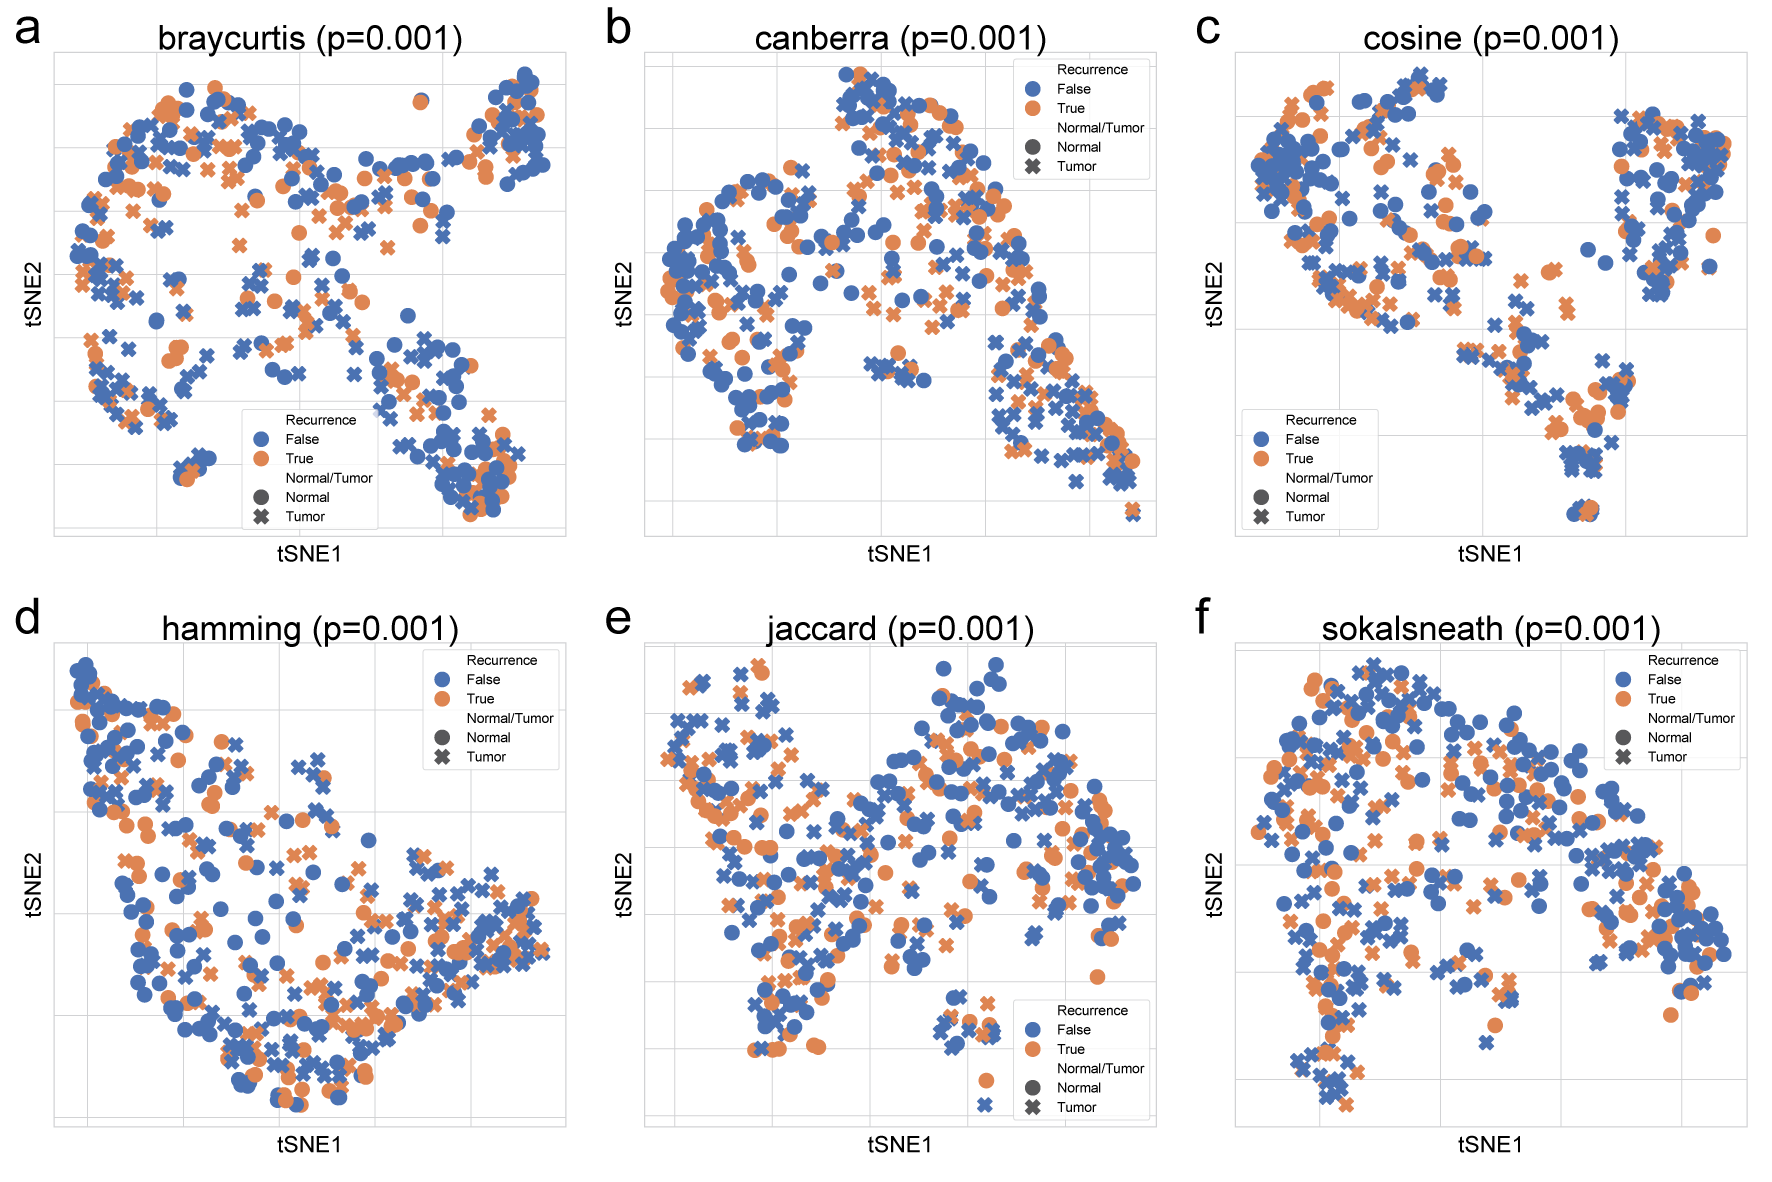 a
braycurtis (p=0.001)
tSNE2
Recurrence
False
True
Normal/Tumor
Normal
Tumor
tSNE1
b
canberra (p=0.001)
tSNE2
Recurrence
False
True
Normal/Tumor
Normal
Tumor
tSNE1
c
cosine (p=0.001)
tSNE2
Recurrence
False
True
Normal/Tumor
Normal
Tumor
tSNE1
d
hamming (p=0.001)
tSNE2
Recurrence
False
True
Normal/Tumor
Normal
Tumor
tSNE1
e
jaccard (p=0.001)
tSNE2
Recurrence
False
True
Normal/Tumor
Normal
Tumor
tSNE1
f
sokalsneath (p=0.001)
tSNE2
Recurrence
False
True
Normal/Tumor
Normal
Tumor
tSNE1